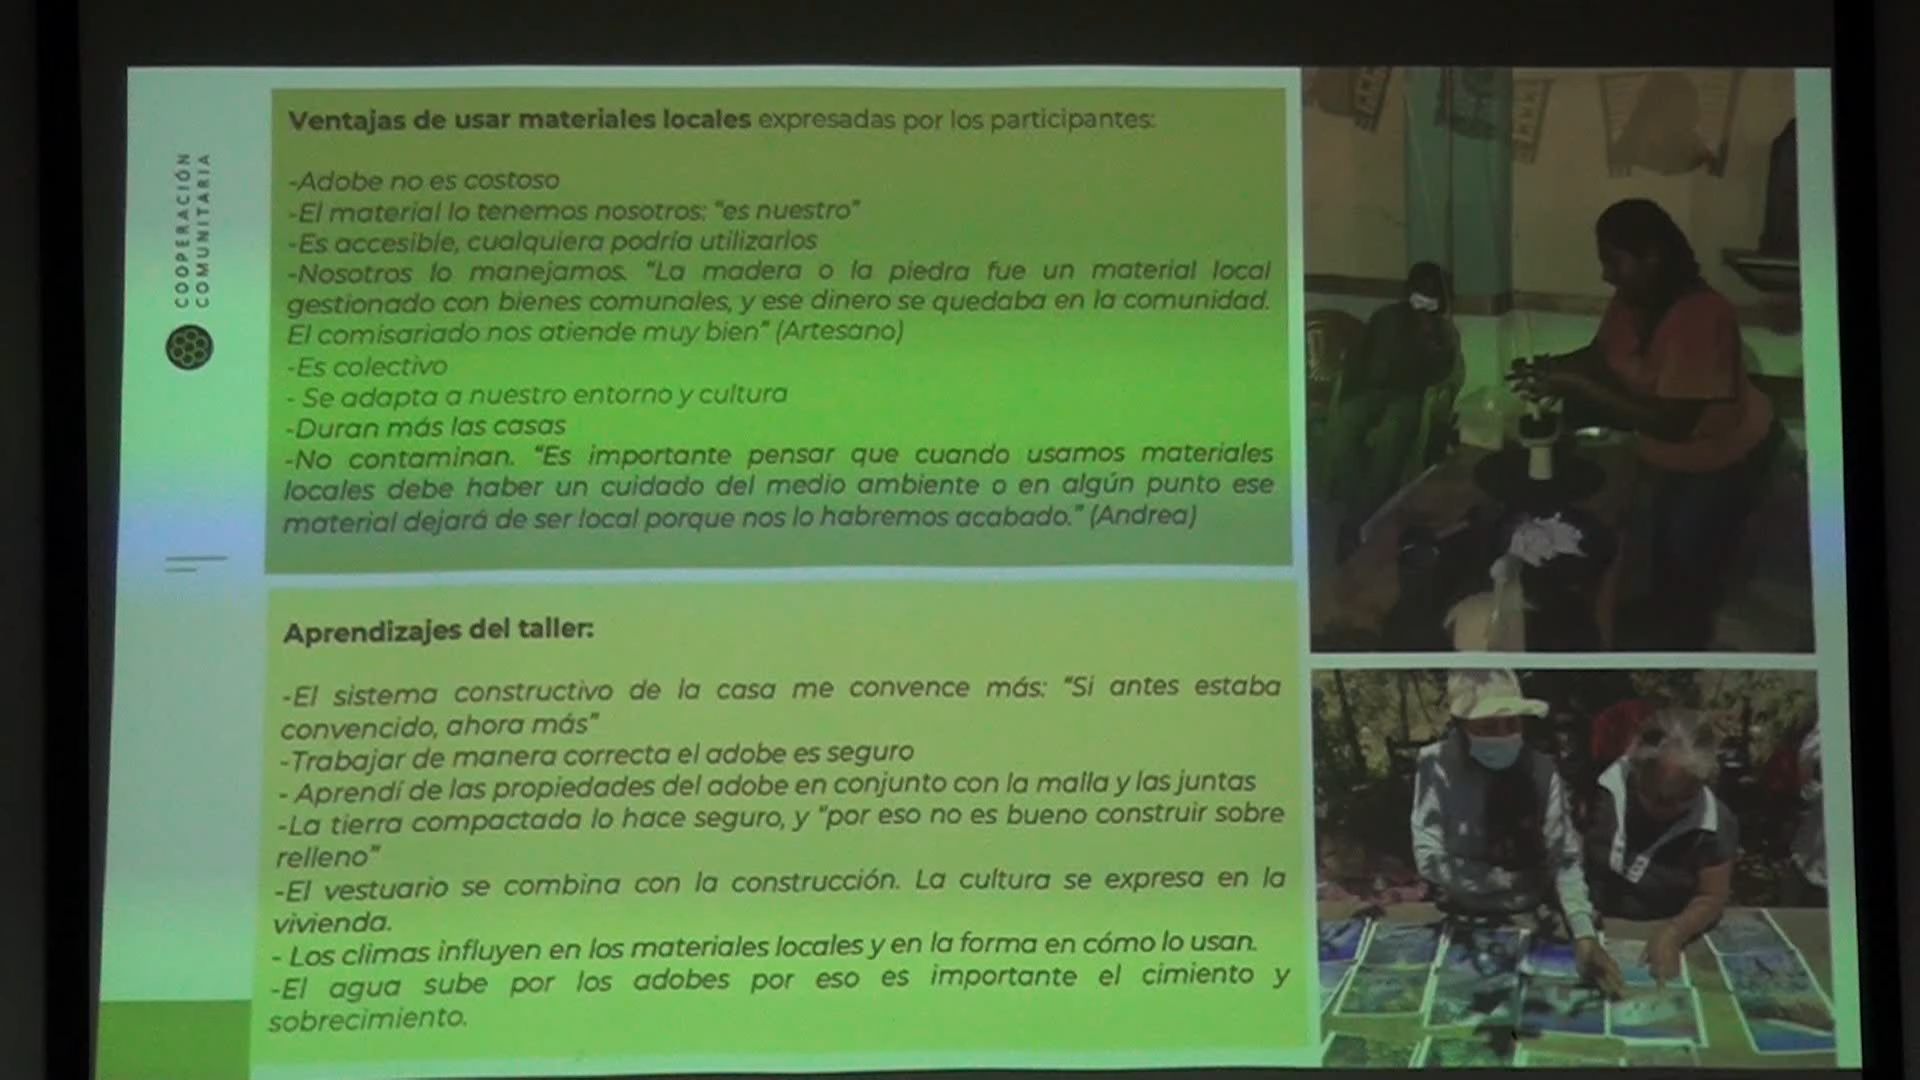 COOPERACIÓN
COMUNITARIA
Ventajas de usar materiales locales expresadas por los participantes:
-Adobe no es costoso
-El material lo tenemos nosotros; "es nuestro"
-Es accesible, cualquiera podría utilizarlos
-Nosotros lo manejamos. "La madera o la piedra fue un material local
gestionado con bienes comunales, y ese dinero se quedaba en la comunidad.
El comisariado nos atiende muy bien" (Artesano)
-Es colectivo
- Se adapta a nuestro entorno y cultura
-Duran más las casas
-No contaminan. "Es importante pensar que cuando usamos materiales
locales debe haber un cuidado del medio ambiente o en algún punto ese
material dejará de ser local porque nos lo habremos acabado." (Andrea)
Aprendizajes del taller:
-El sistema constructivo de la casa me convence más: "Si antes estaba
convencido, ahora más"
-Trabajar de manera correcta el adobe es seguro
- Aprendí de las propiedades del adobe en conjunto con la malla y las juntas
-La tierra compactada lo hace seguro, y "por eso no es bueno construir sobre
relleno"
-El vestuario se combina con la construcción. La cultura se expresa en la
vivienda.
- Los climas influyen en los materiales locales y en la forma en cómo lo usan.
-El agua sube por los adobes por eso es importante el cimiento y
sobrecimiento.